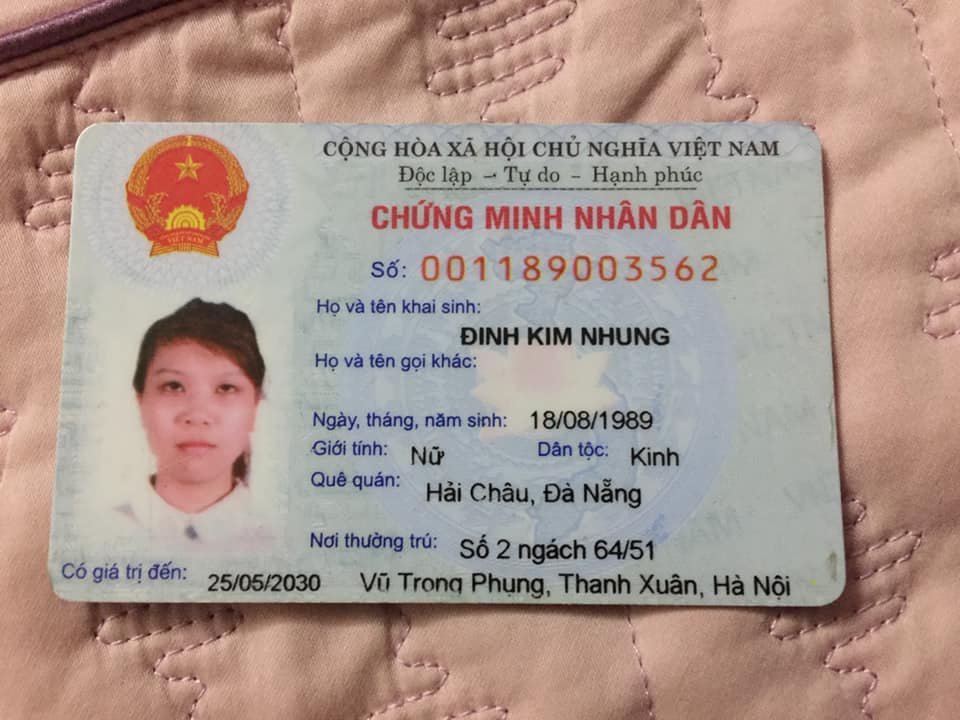 CỘNG HÒA XÃ HỘI CHỦ NGHĨA VIỆT NAM
Độc lập - Tự do - Hạnh phúc
CHỨNG MINH NHÂN DÂN
Số: 001189003562
Họ và tên khai sinh:
ĐINH KIM NHUNG
Họ và tên gọi khác:
Ngày, tháng, năm sinh: 18/08/1989
Giới tính: Nữ Dân tộc: Kinh
Quê quán: Hải Châu, Đà Nẵng
Nơi thường trú: Số 2 ngách 64/51
Vũ Trọng Phụng, Thanh Xuân, Hà Nội
Có giá trị đến: 25/05/2030
VIỆT NAM